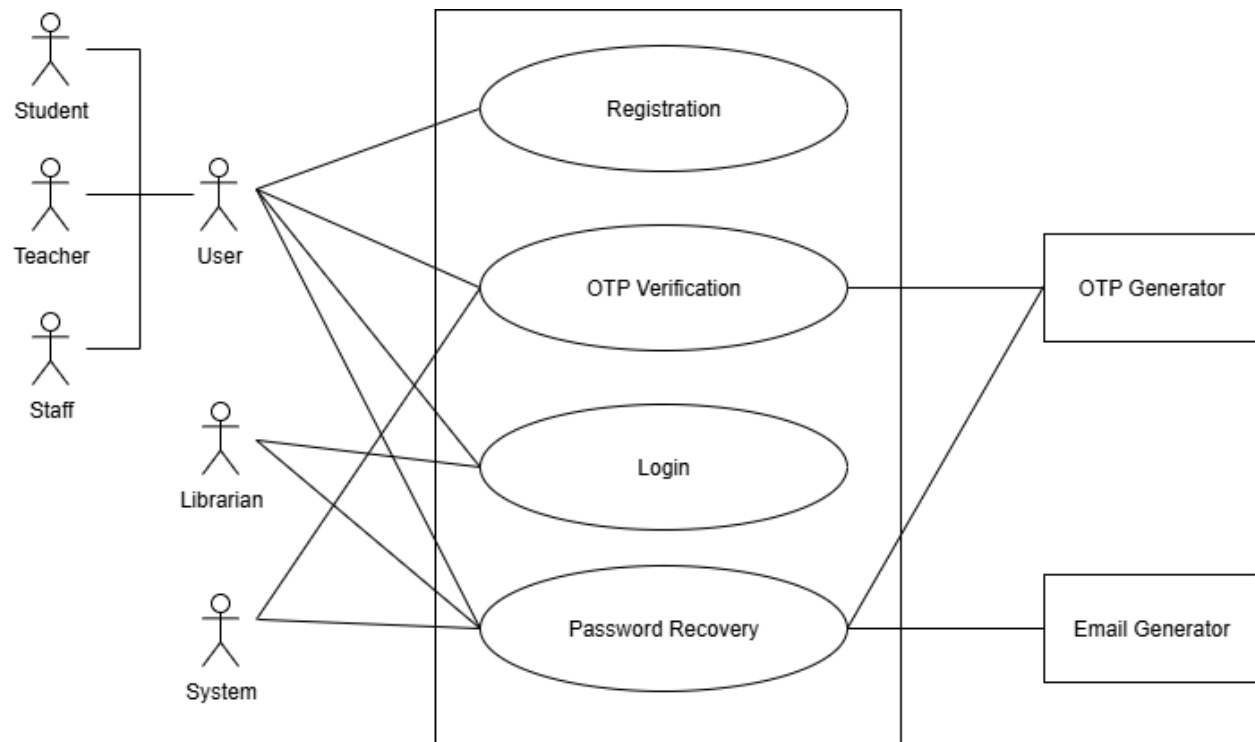 Student
Registration
Teacher
User
OTP Verification
OTP Generator
Staff
Login
Librarian
Password Recovery
Email Generator
System